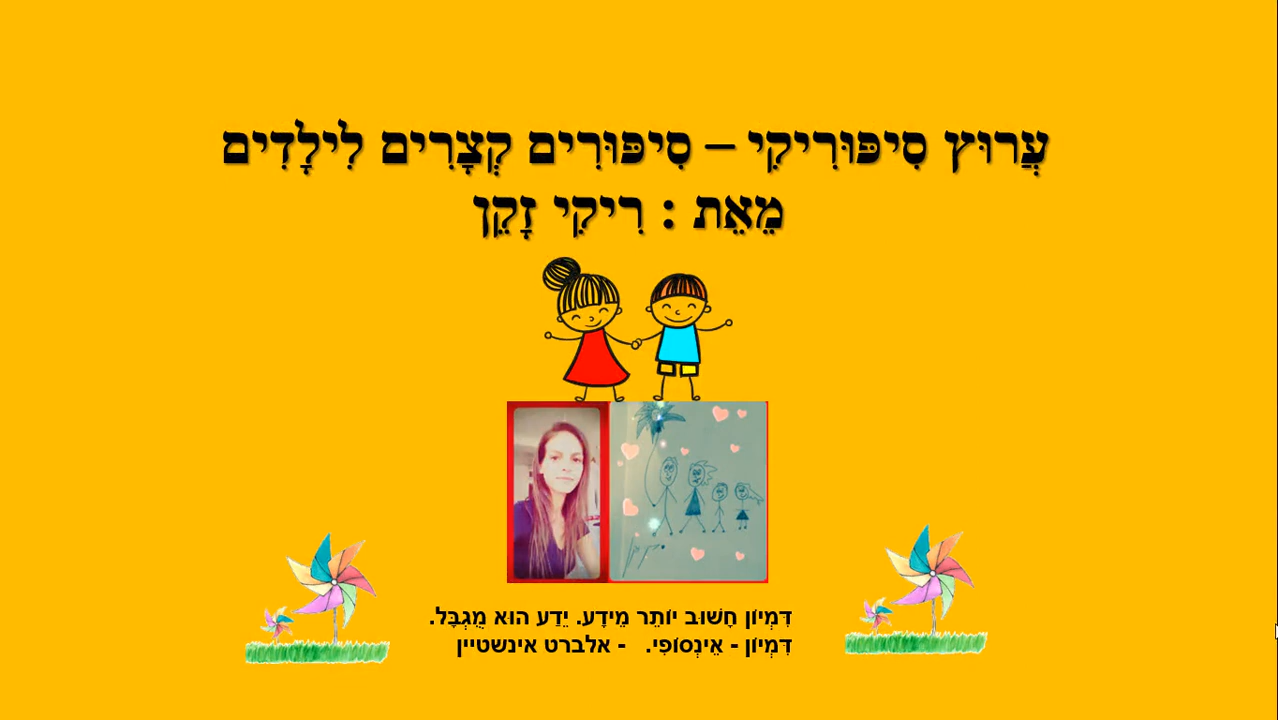 עֲרוּץ סִיפּוּרִיקִי – סִיפּוּרִים קְצָרִים לִילָדִים
מֵאֵת : רִיקִי זָקֵן
דִּמְיוֹן חָשׁוּב יוֹתֵר מֵידָע. יֵדַע הוּא מֻגְבָּל.
דִּמְיוֹן - אֵינְסוֹפִי. - אלברט אינשטיין